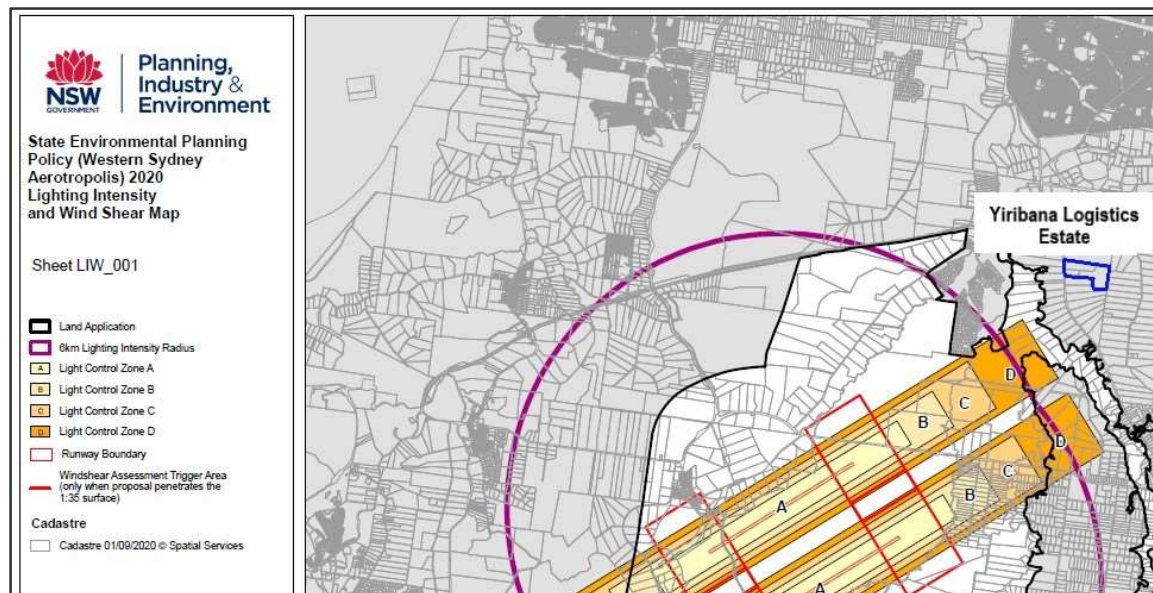 NSW
GOVERNMENT
Planning,
Industry &
Environment
State Environmental Planning
Policy (Western Sydney
Aerotropolis) 2020
Lighting Intensity
and Wind Shear Map
Sheet LIW_001
Land Application
6km Lighting Intensity Radius
A Light Control Zone A
B Light Control Zone B
C Light Control Zone C
D Light Control Zone D
Runway Boundary
Windshear Assessment Trigger Area
(only when proposal penetrates the
1:35 surface)
Cadastre
Cadastre 01/09/2020 © Spatial Services
Yiribana Logistics
Estate
D
C
B
D
C
A
B
A